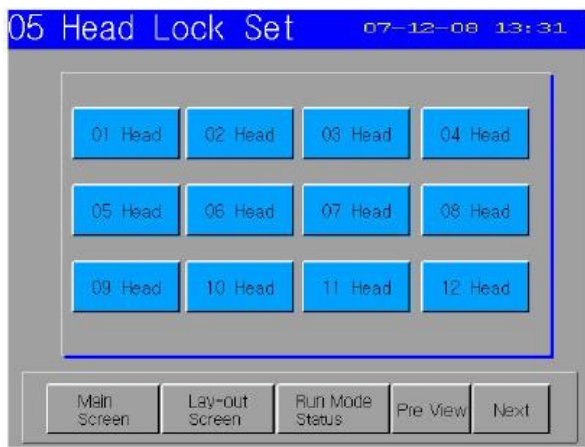 05 Head Lock Set 07-12-08 13:31
01 Head 02 Head 03 Head 04 Head
05 Head 06 Head 07 Head 08 Head
09 Head 10 Head 11 Head 12 Head
Main Screen Lay-out Screen Run Mode Status Pre View Next